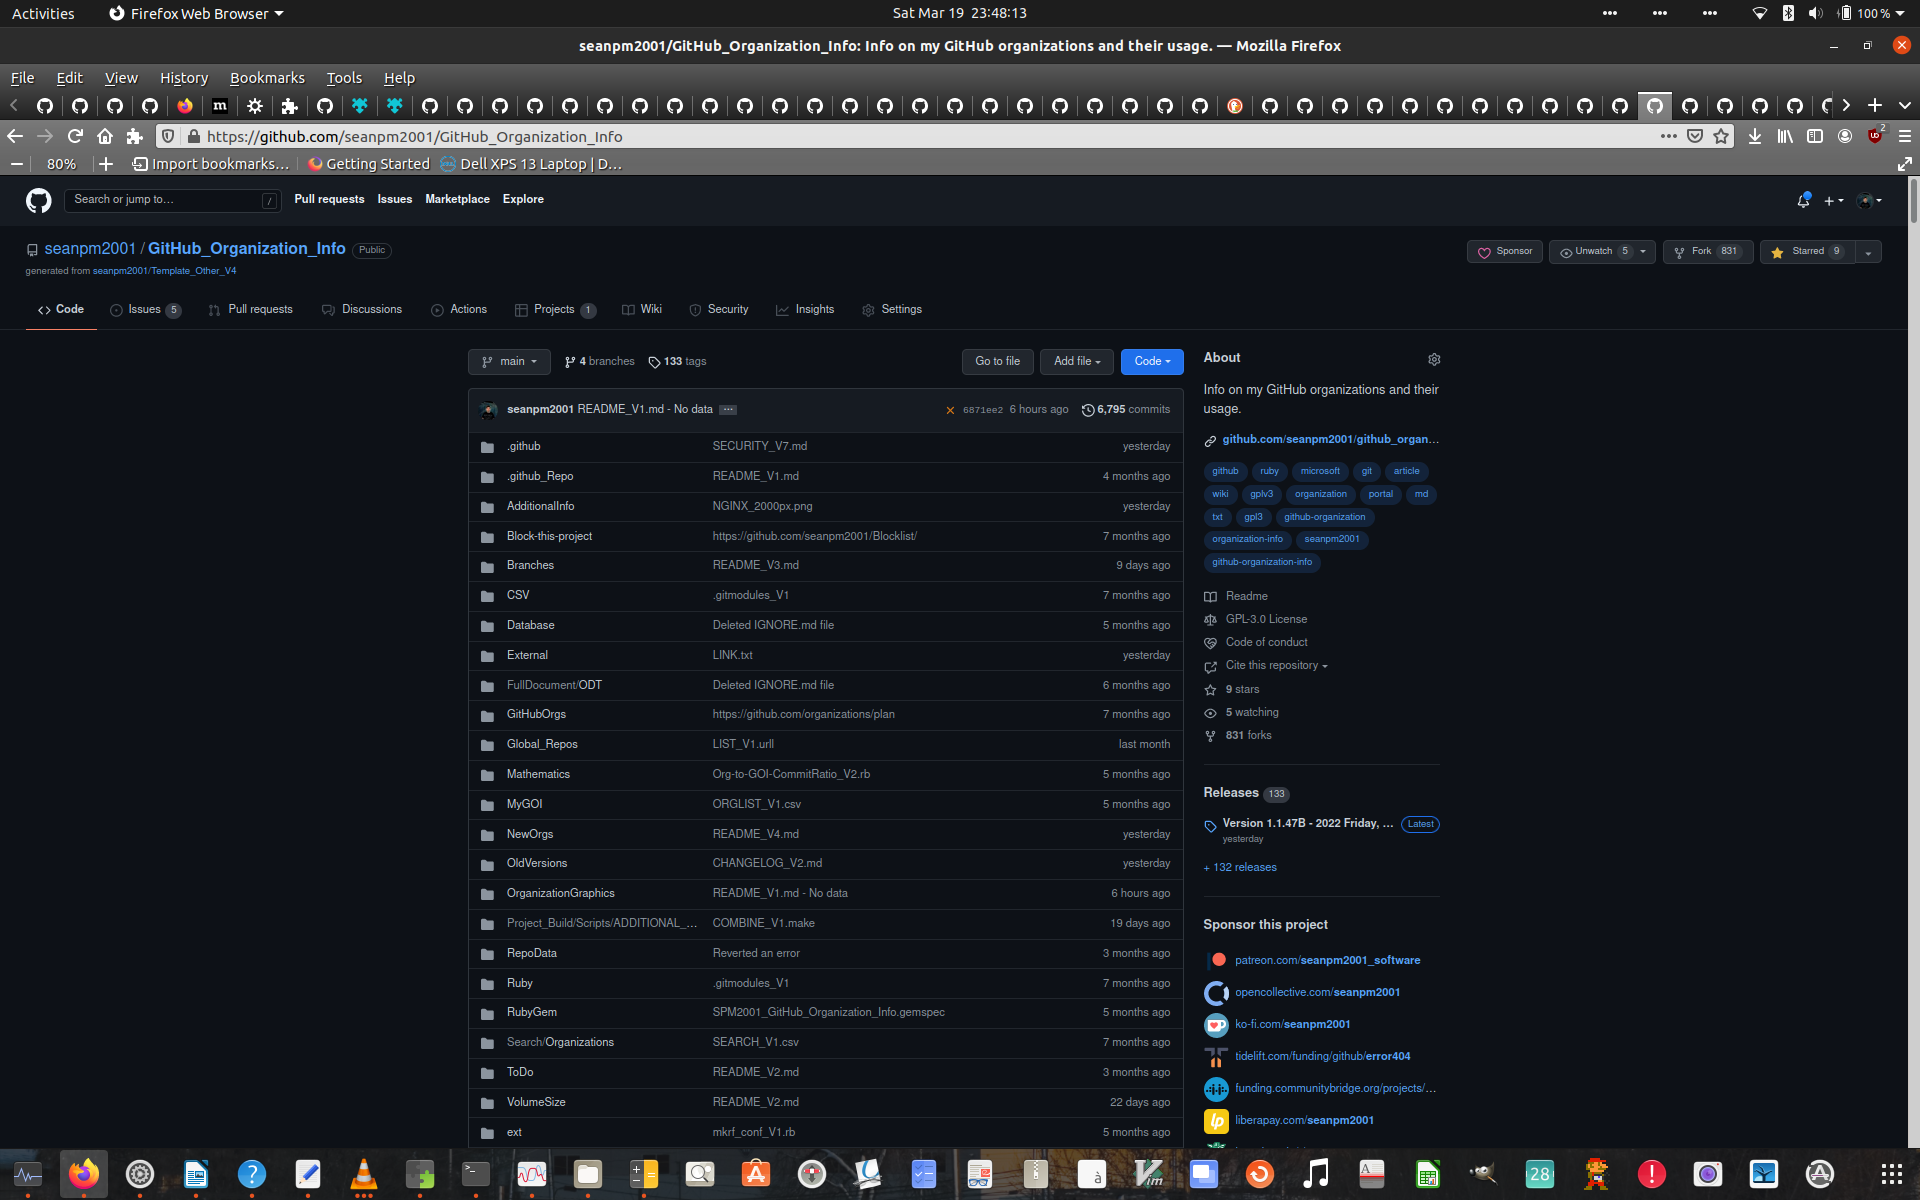 Activities Firefox Web Browser Sat Mar 19 23:48:13 100 %
seanpm2001/GitHub_Organization_Info: Info on my GitHub organizations and their usage. — Mozilla Firefox
File Edit View History Bookmarks Tools Help
https://github.com/seanpm2001/GitHub_Organization_Info 2
80% Import bookmarks… Getting Started Dell XPS 13 Laptop | D…
Search or jump to… / Pull requests Issues Marketplace Explore
seanpm2001 / GitHub_Organization_Info Public Sponsor Unwatch 5 Fork 831 Starred 9
generated from seanpm2001/Template_Other_V4
Code Issues 5 Pull requests Discussions Actions Projects 1 Wiki Security Insights Settings
main 4 branches 133 tags Go to file Add file Code
seanpm2001 README_V1.md - No data ... 6871ee2 6 hours ago 6,795 commits
.github SECURITY_V7.md yesterday
.github_Repo README_V1.md 4 months ago
AdditionalInfo NGINX_2000px.png yesterday
Block-this-project https://github.com/seanpm2001/Blocklist/ 7 months ago
Branches README_V3.md 9 days ago
CSV .gitmodules_V1 7 months ago
Database Deleted IGNORE.md file 5 months ago
External LINK.txt yesterday
FullDocument/ODT Deleted IGNORE.md file 6 months ago
GitHubOrgs https://github.com/organizations/plan 7 months ago
Global_Repos LIST_V1.urll last month
Mathematics Org-to-GOI-CommitRatio_V2.rb 5 months ago
MyGOI ORGLIST_V1.csv 5 months ago
NewOrgs README_V4.md yesterday
OldVersions CHANGELOG_V2.md yesterday
OrganizationGraphics README_V1.md - No data 6 hours ago
Project_Build/Scripts/ADDITIONAL_… COMBINE_V1.make 19 days ago
RepoData Reverted an error 3 months ago
Ruby .gitmodules_V1 7 months ago
RubyGem SPM2001_GitHub_Organization_Info.gemspec 5 months ago
Search/Organizations SEARCH_V1.csv 7 months ago
ToDo README_V2.md 3 months ago
VolumeSize README_V2.md 22 days ago
ext mkrf_conf_V1.rb 5 months ago
About
Info on my GitHub organizations and their
usage.
github.com/seanpm2001/github_organ…
github ruby microsoft git article
wiki gplv3 organization portal md
txt gpl3 github-organization
organization-info seanpm2001
github-organization-info
Readme
GPL-3.0 License
Code of conduct
Cite this repository
9 stars
5 watching
831 forks
Releases 133
Version 1.1.47B - 2022 Friday, … Latest
yesterday
+ 132 releases
Sponsor this project
patreon.com/seanpm2001_software
opencollective.com/seanpm2001
ko-fi.com/seanpm2001
tidelift.com/funding/github/error404
funding.communitybridge.org/projects/…
liberapay.com/seanpm2001
28